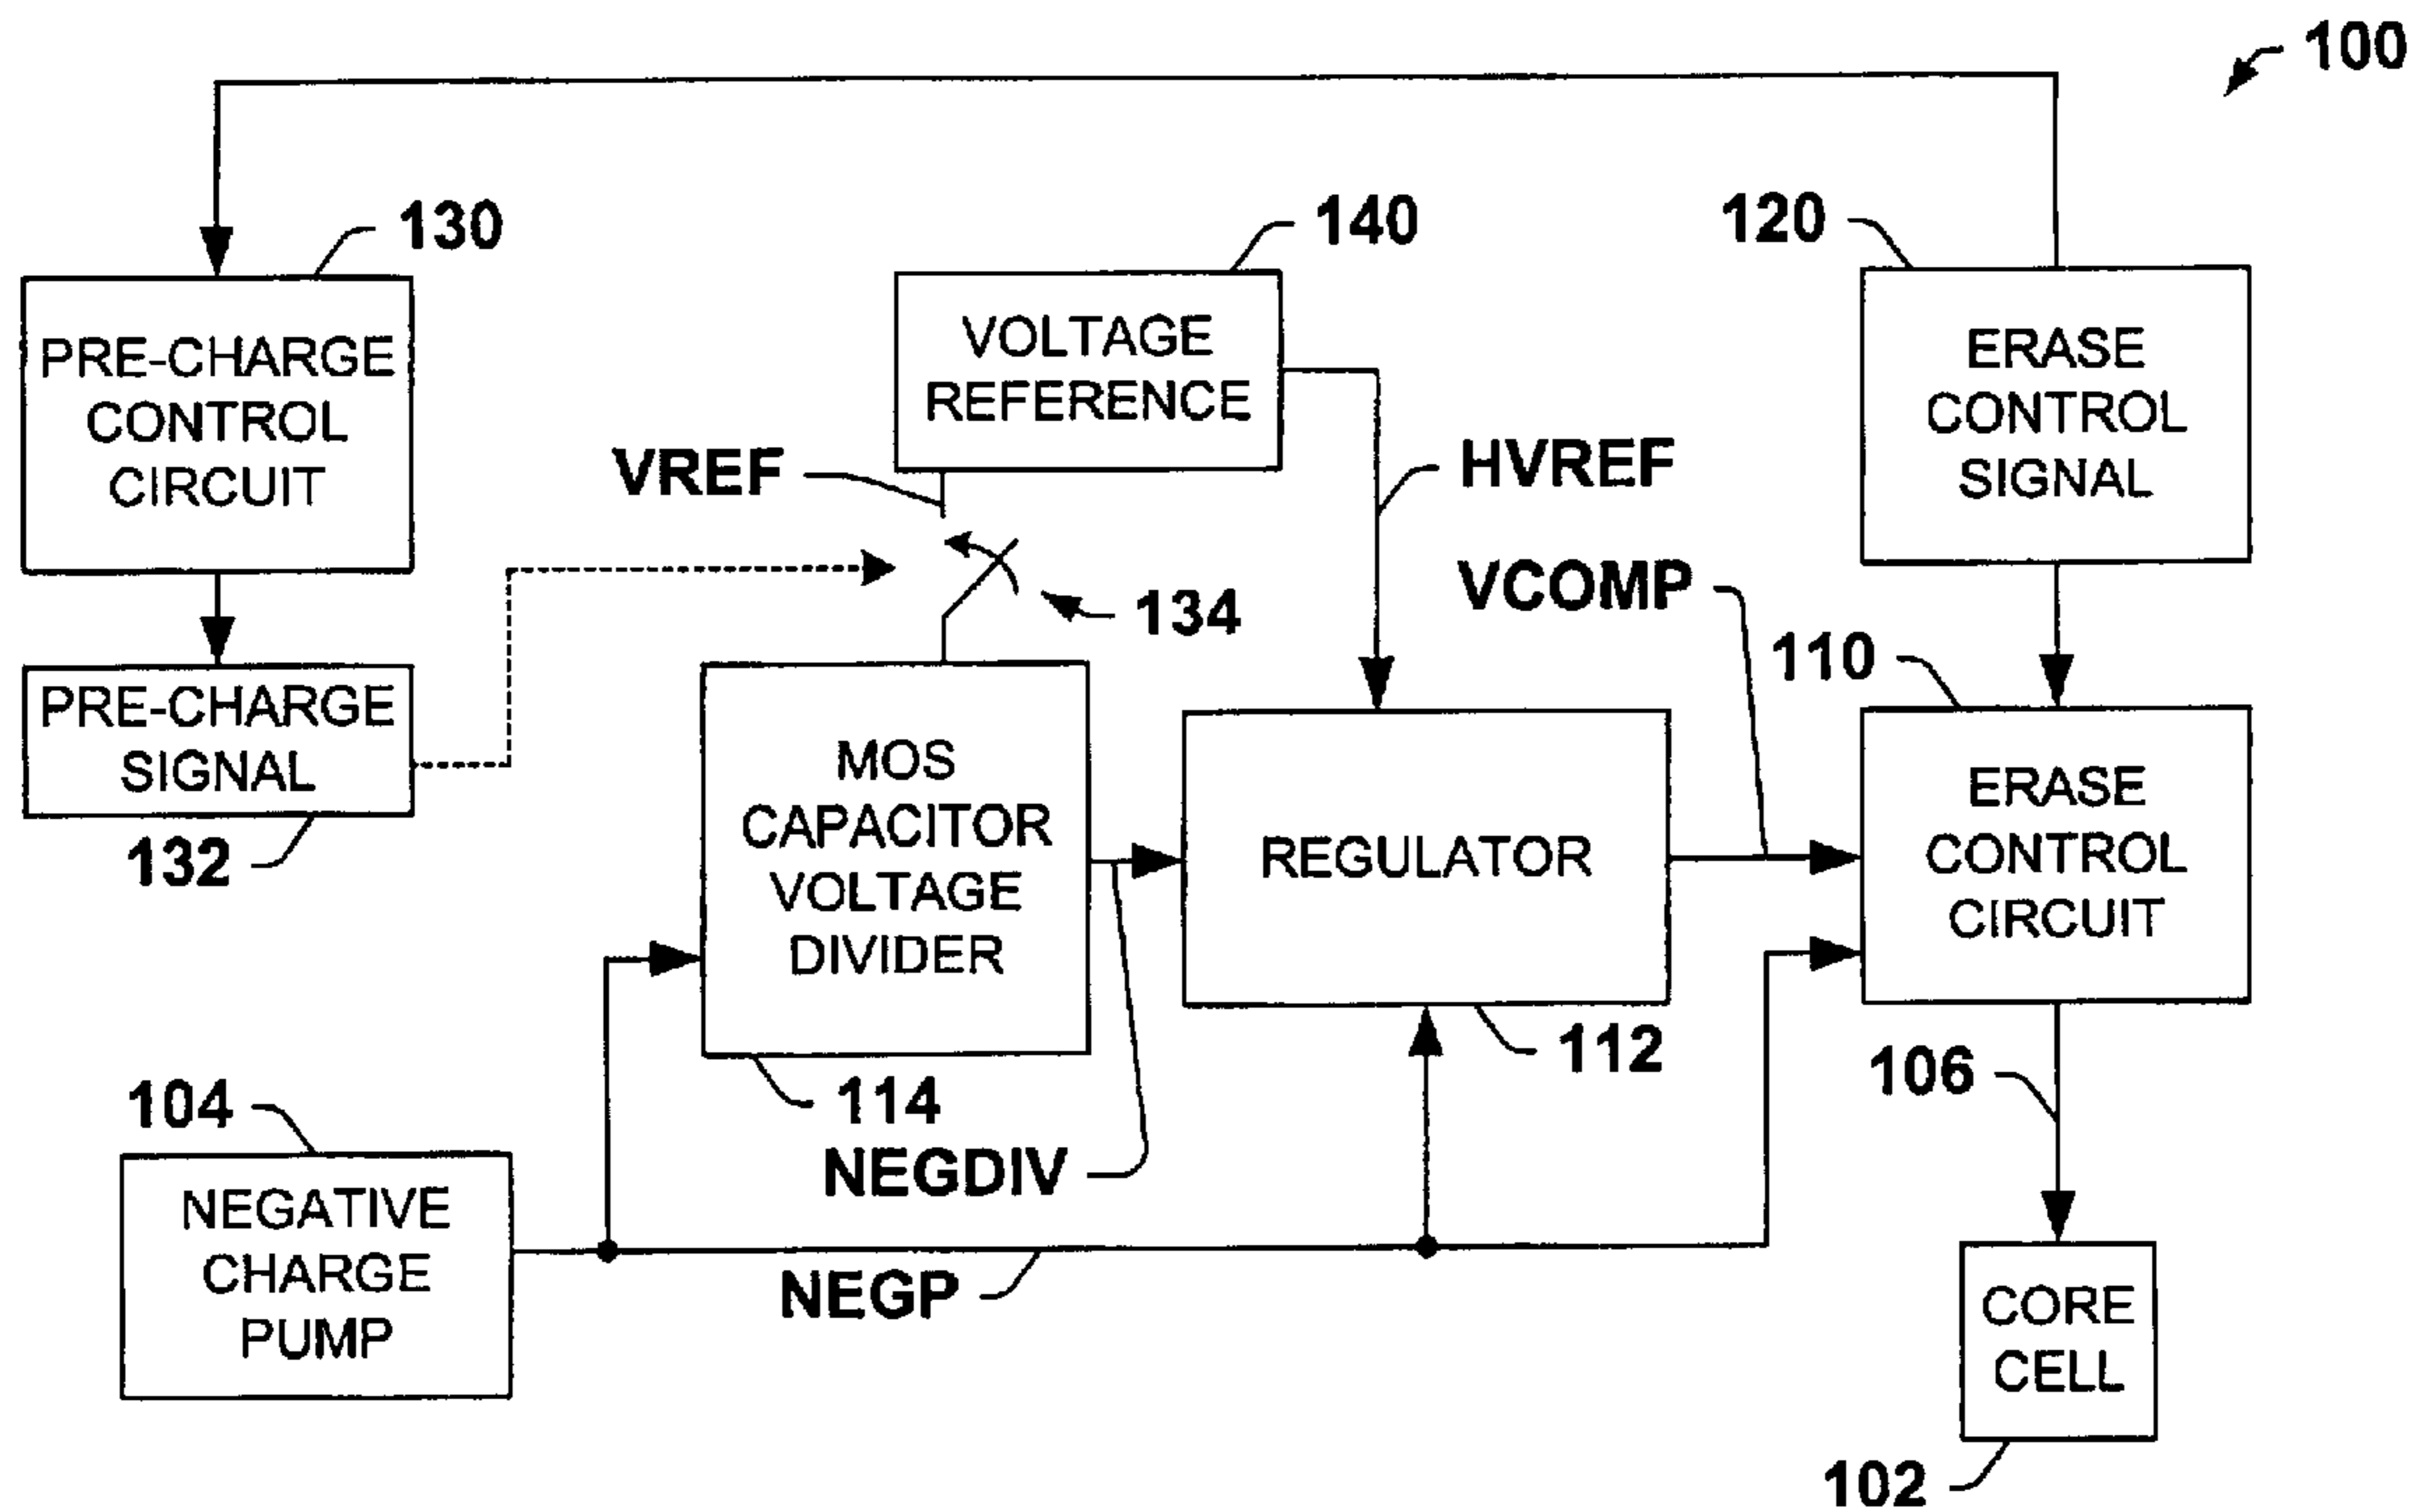 100
130
140
120
PRE-CHARGE
CONTROL
CIRCUIT
VOLTAGE
REFERENCE
ERASE
CONTROL
SIGNAL
VREF
HVREF
VCOMP
134
110
PRE-CHARGE
SIGNAL
132
MOS
CAPACITOR
VOLTAGE
DIVIDER
REGULATOR
ERASE
CONTROL
CIRCUIT
104
114
112
106
NEGDIV
NEGATIVE
CHARGE
PUMP
NEGP
CORE
CELL
102